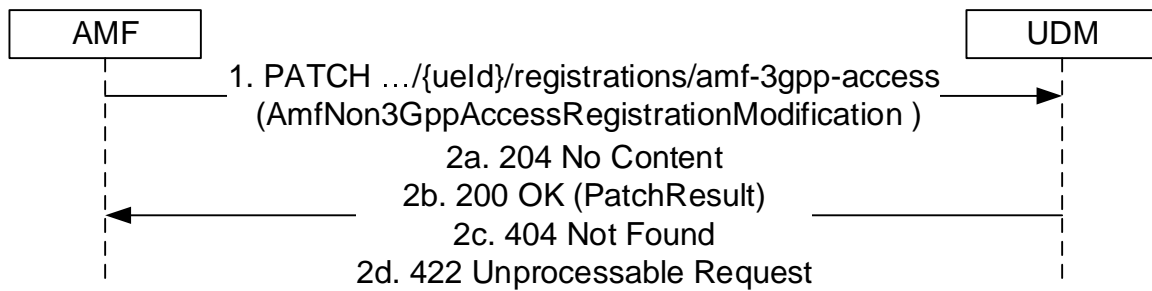 AMF
UDM
1. PATCH …/{ueId}/registrations/amf-3gpp-access
(AmfNon3GppAccessRegistrationModification )
2a. 204 No Content
2b. 200 OK (PatchResult)
2c. 404 Not Found
2d. 422 Unprocessable Request